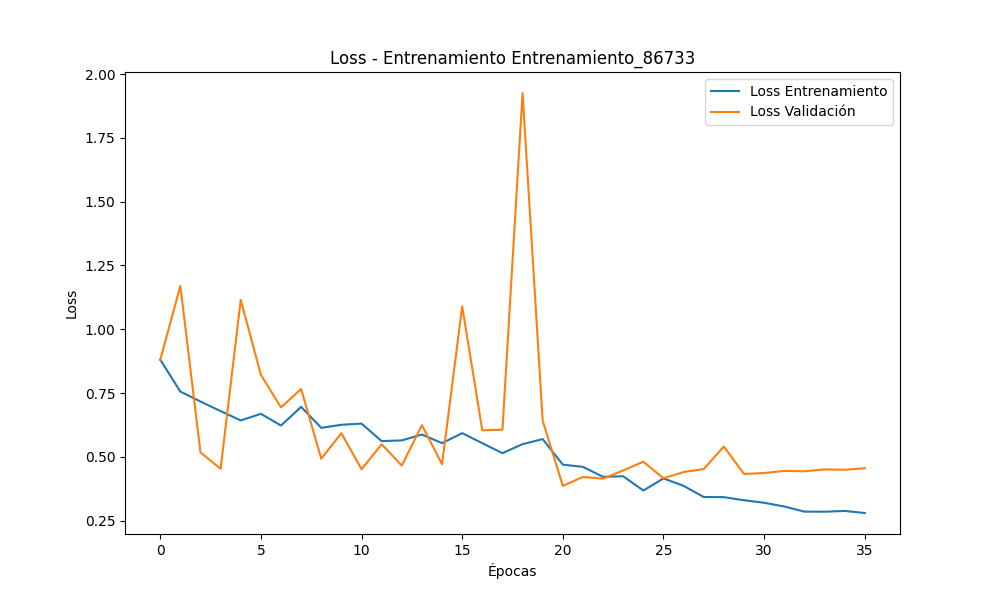 Loss - Entrenamiento Entrenamiento_86733
Loss Entrenamiento
Loss Validación
2.00
1.75
1.50
1.25
1.00
0.75
0.50
0.25
Loss
0 5 10 15 20 25 30 35
Épocas